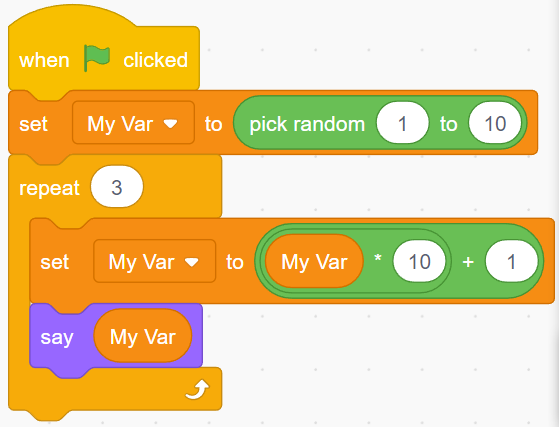 when clicked
set My Var to pick random 1 to 10
repeat 3
set My Var to My Var * 10 + 1
say My Var